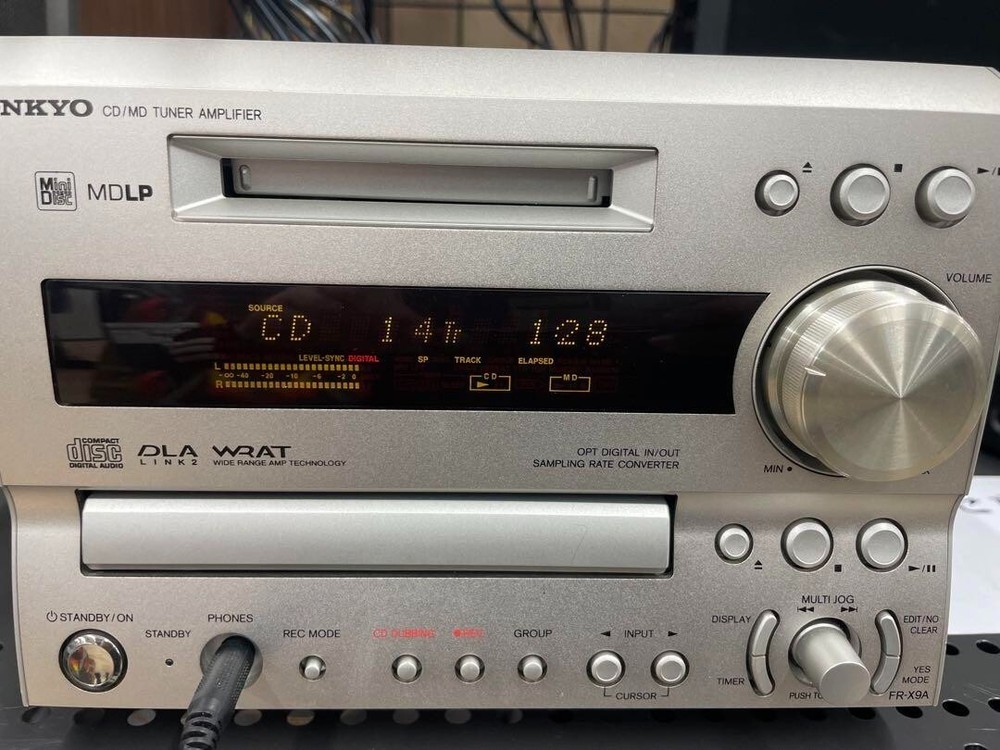 NKYO CD/MD TUNER AMPLIFIER
Mini Disc MDLP
VOLUME
SOURCE
CD 14Tr 1:28
LEVEL-SYNC DIGITAL SP TRACK ELAPSED
L
-∞ -40 -20 -10 -6 -2 0
R
CD MD
COMPACT
disc
DIGITAL AUDIO
DLA
LINK2
WRAT
WIDE RANGE AMP TECHNOLOGY
OPT DIGITAL IN/OUT
SAMPLING RATE CONVERTER
MIN
STANDBY/ON
STANDBY
PHONES
REC MODE
CD DUBBING
REC
GROUP
INPUT
CURSOR
MULTI JOG
DISPLAY
TIMER
EDIT/NO
CLEAR
YES
MODE
PUSH TO
FR-X9A